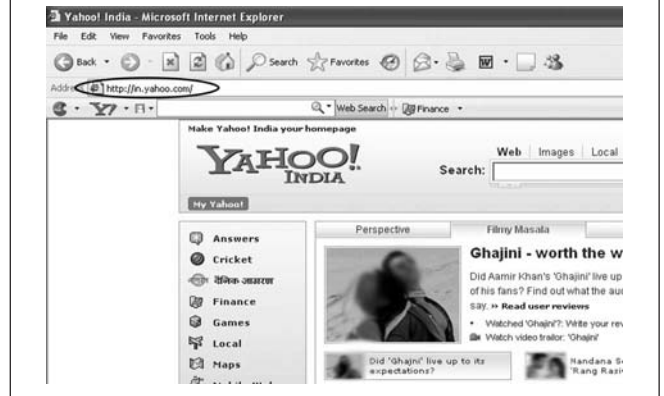 Yahoo! India - Microsoft Internet Explorer
File Edit View Favorites Tools Help
Back Search Favorites
Address http://in.yahoo.com/
Y7 Web Search Finance
Make Yahoo! India your homepage
YAHOO! INDIA
Web Images Local
Search:
My Yahoo!
Perspective Filmy Masala
Answers
Cricket
दैनिक जागरण
Finance
Games
Local
Maps
Ghajini - worth the w
Did Aamir Khan's 'Ghajini' live up
of his fans? Find out what the au
say. » Read user reviews
• Watched 'Ghajini'?: Write your rev
Watch video trailor: 'Ghajini'
Did 'Ghajini' live up to its
expectations?
Nandana S
'Rang Rasi